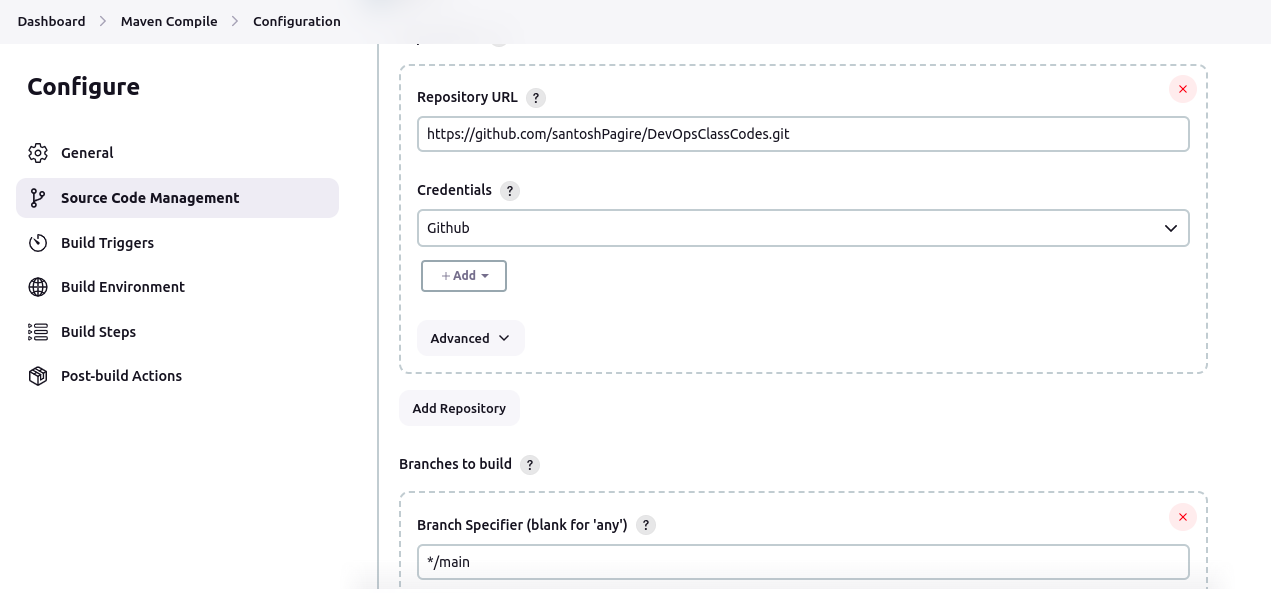 Dashboard > Maven Compile > Configuration
Configure
General
Source Code Management
Build Triggers
Build Environment
Build Steps
Post-build Actions
Repository URL ?
https://github.com/santoshPagire/DevOpsClassCodes.git
Credentials ?
Github
+ Add
Advanced
Add Repository
Branches to build ?
Branch Specifier (blank for 'any') ?
*/main